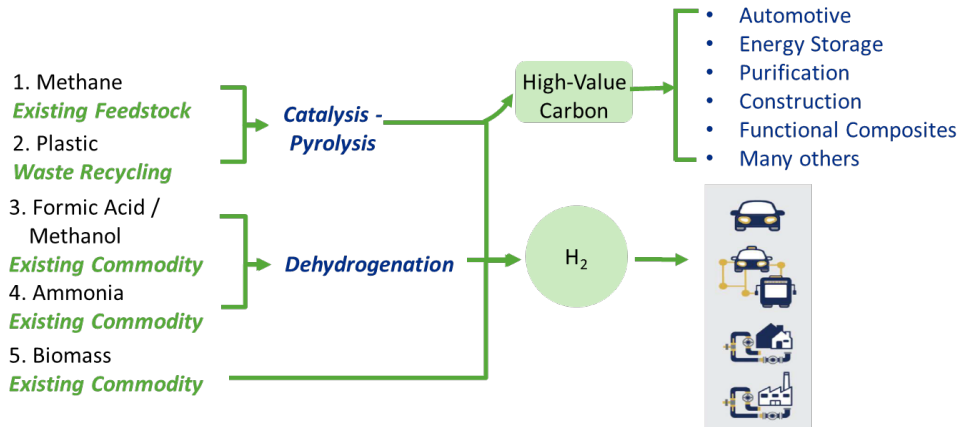 1. Methane
Existing Feedstock
2. Plastic
Waste Recycling
3. Formic Acid /
Methanol
Existing Commodity
4. Ammonia
Existing Commodity
5. Biomass
Existing Commodity
Catalysis -
Pyrolysis
Dehydrogenation
High-Value
Carbon
H₂
• Automotive
• Energy Storage
• Purification
• Construction
• Functional Composites
• Many others